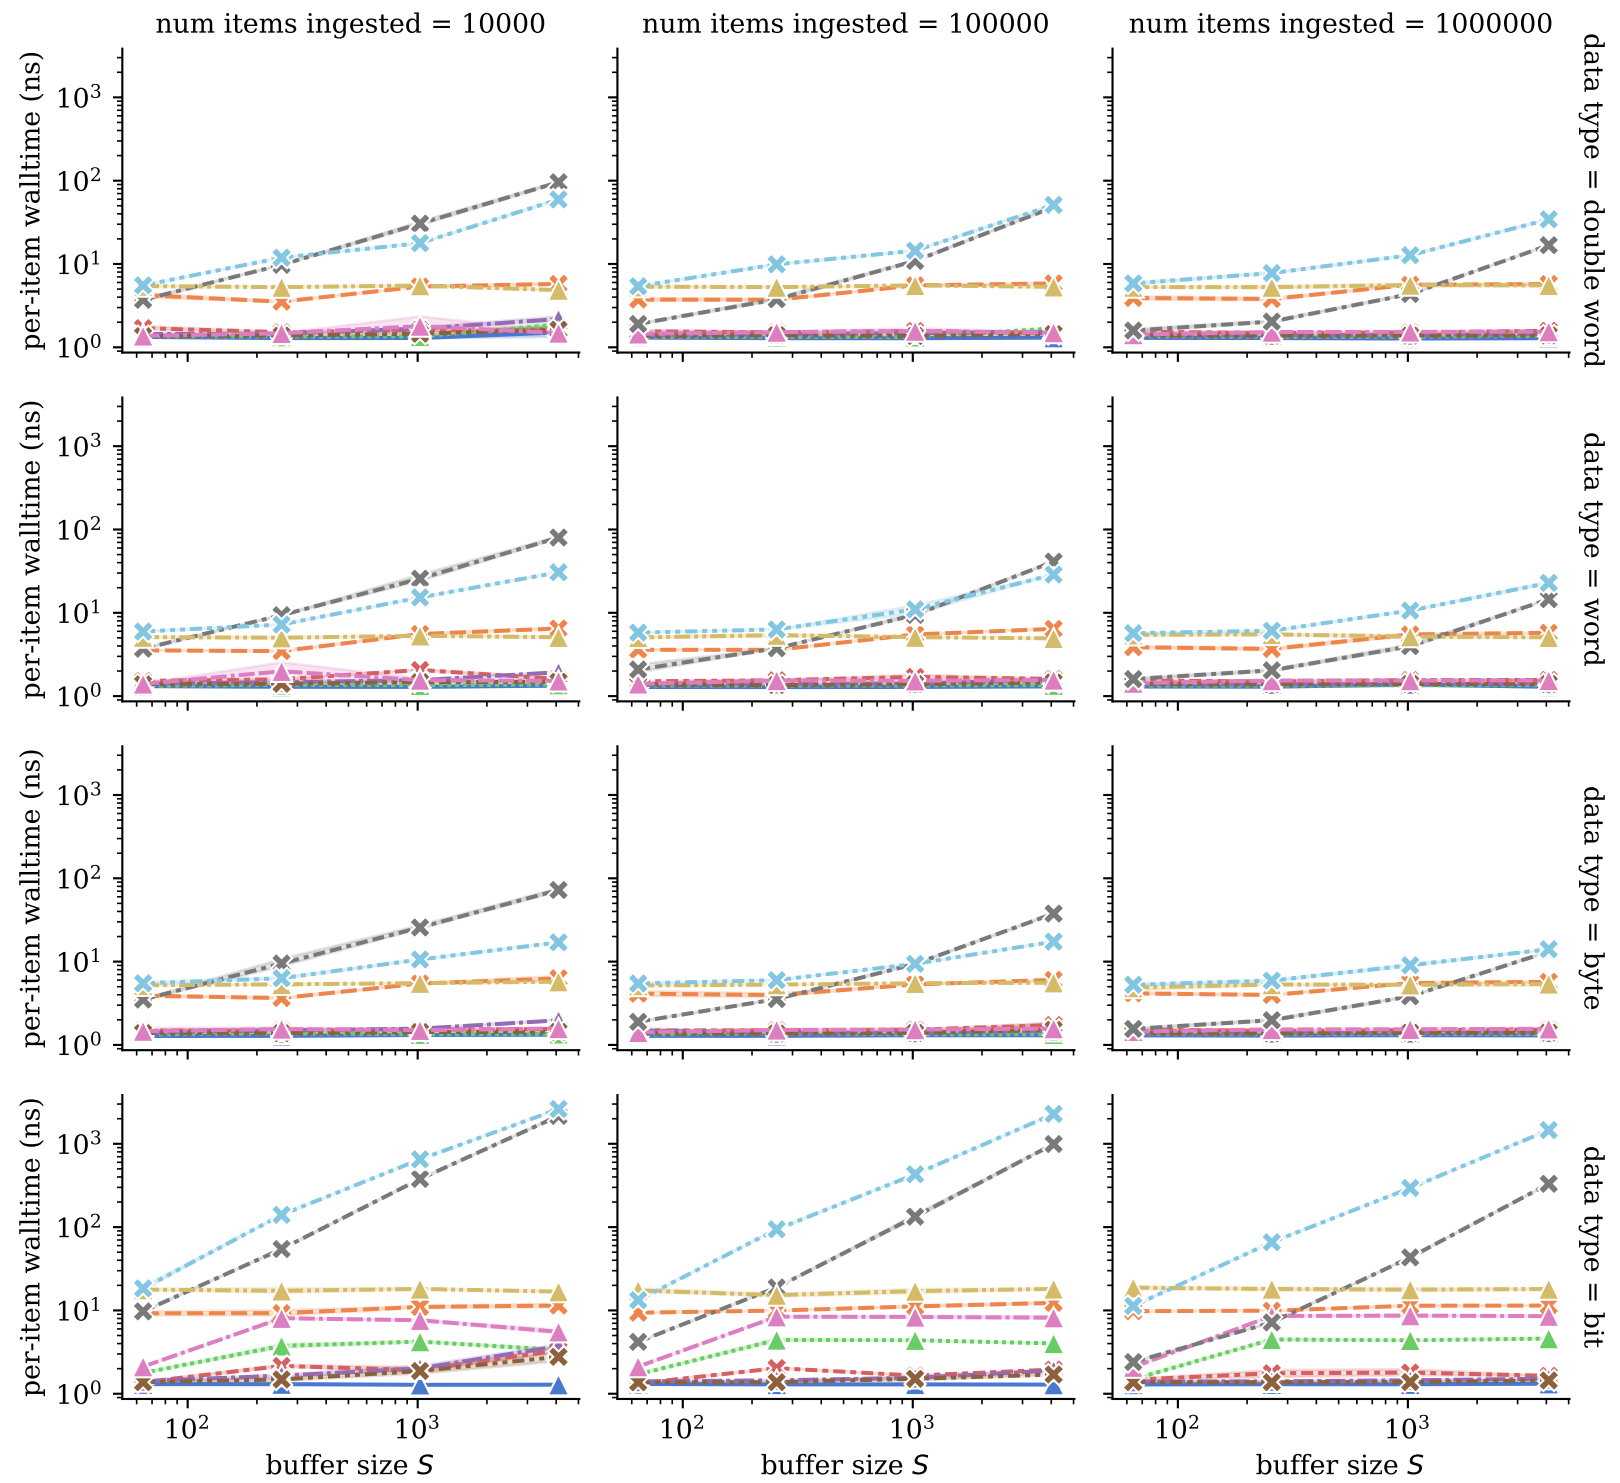 num items ingested = 10000
num items ingested = 100000
num items ingested = 1000000
per-item walltime (ns)
10³
10²
10¹
10⁰
data type = double word
per-item walltime (ns)
10³
10²
10¹
10⁰
data type = word
per-item walltime (ns)
10³
10²
10¹
10⁰
data type = byte
per-item walltime (ns)
10³
10²
10¹
10⁰
data type = bit
10² 10³
10² 10³
10² 10³
buffer size S
buffer size S
buffer size S